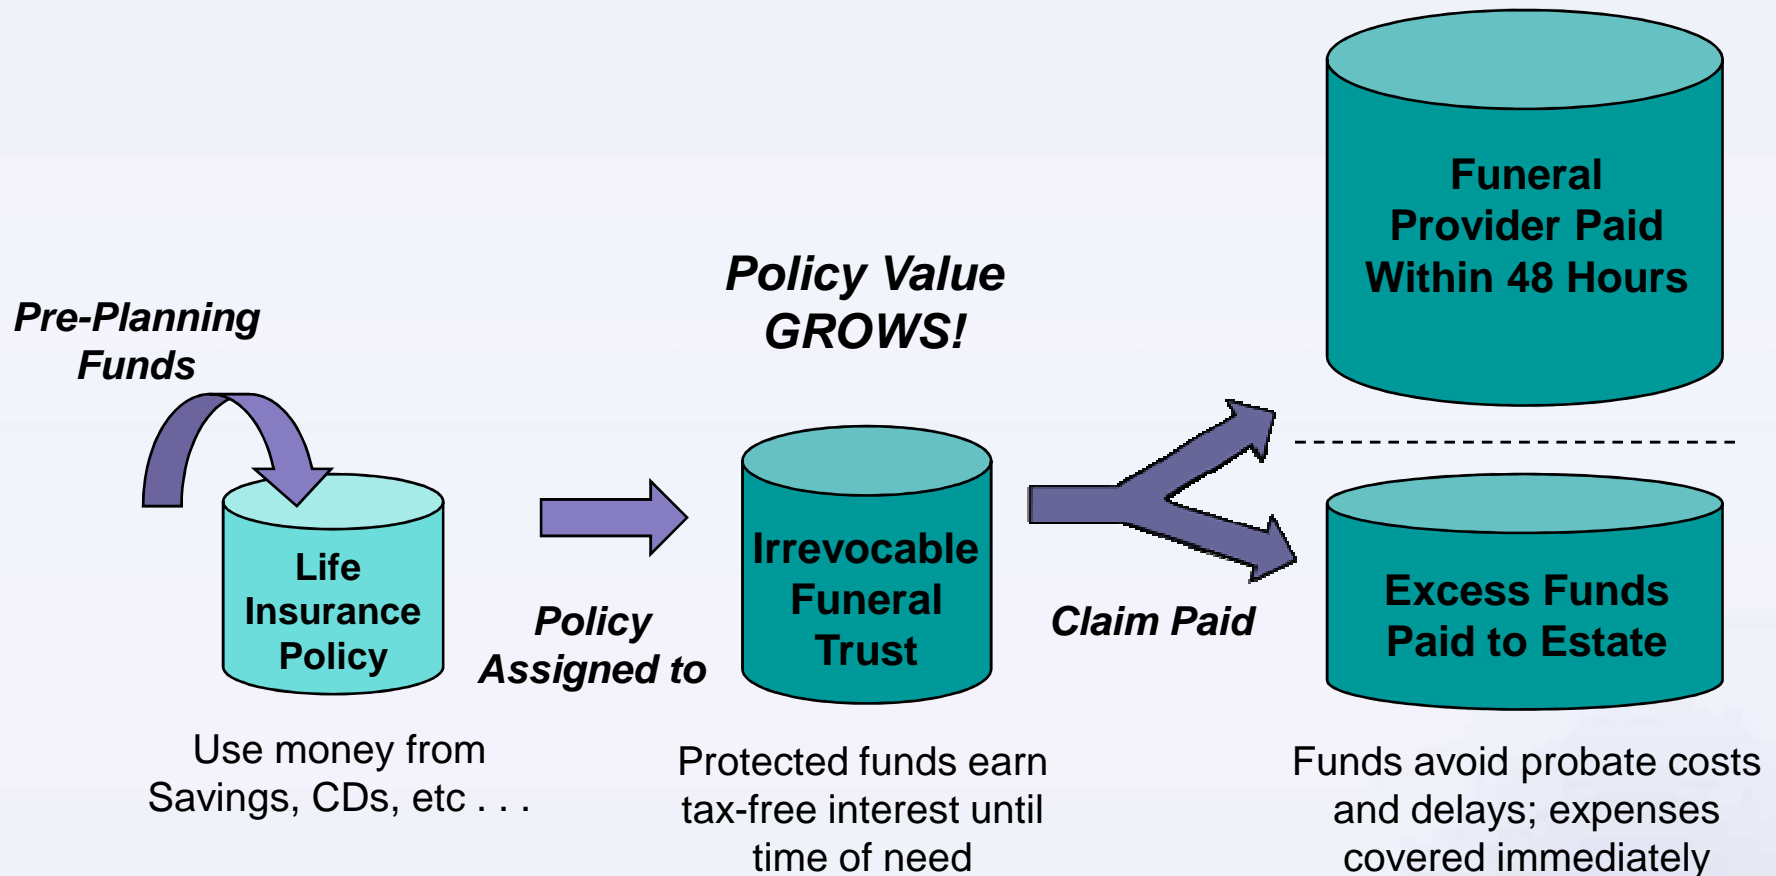 Pre-Planning
Funds
Life
Insurance
Policy
Use money from
Savings, CDs, etc . . .
Policy
Assigned to
Policy Value
GROWS!
Irrevocable
Funeral
Trust
Protected funds earn
tax-free interest until
time of need
Claim Paid
Funeral
Provider Paid
Within 48 Hours
Excess Funds
Paid to Estate
Funds avoid probate costs
and delays; expenses
covered immediately